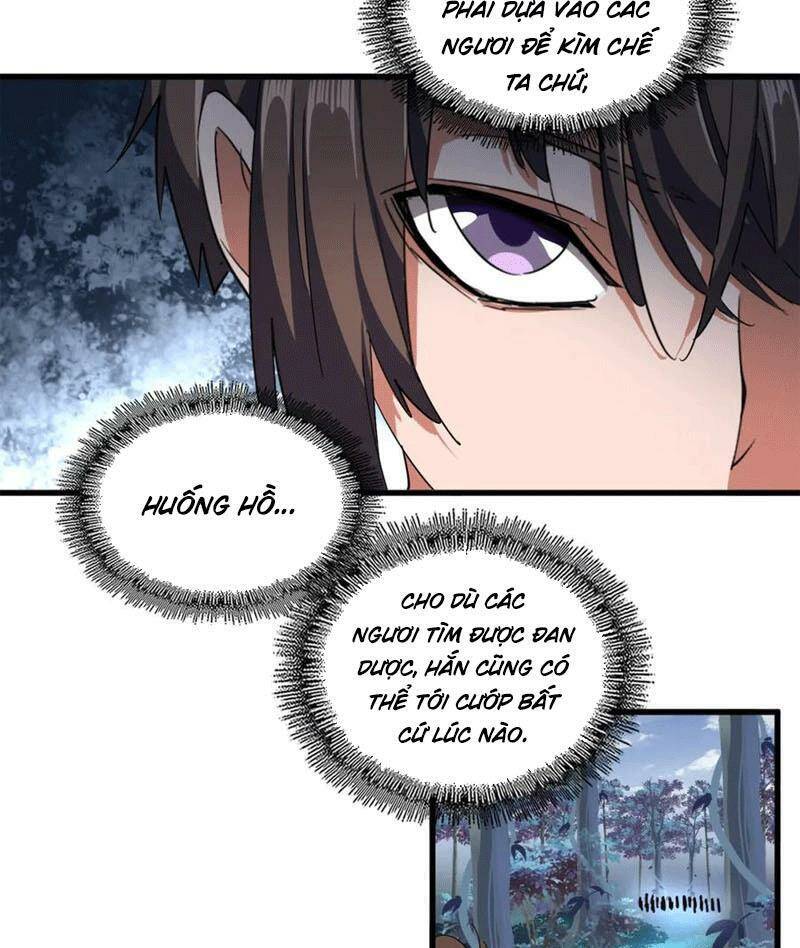 PHẢI DỰA VÀO CÁC
NGƯƠI ĐỂ KÌM CHẾ
TA CHỨ,
HUỐNG HỒ...
CHO DÙ CÁC
NGƯƠI TÌM ĐƯỢC ĐAN
DƯỢC, HẮN CŨNG CÓ
THỂ TỚI CƯỚP BẤT
CỨ LÚC NÀO.